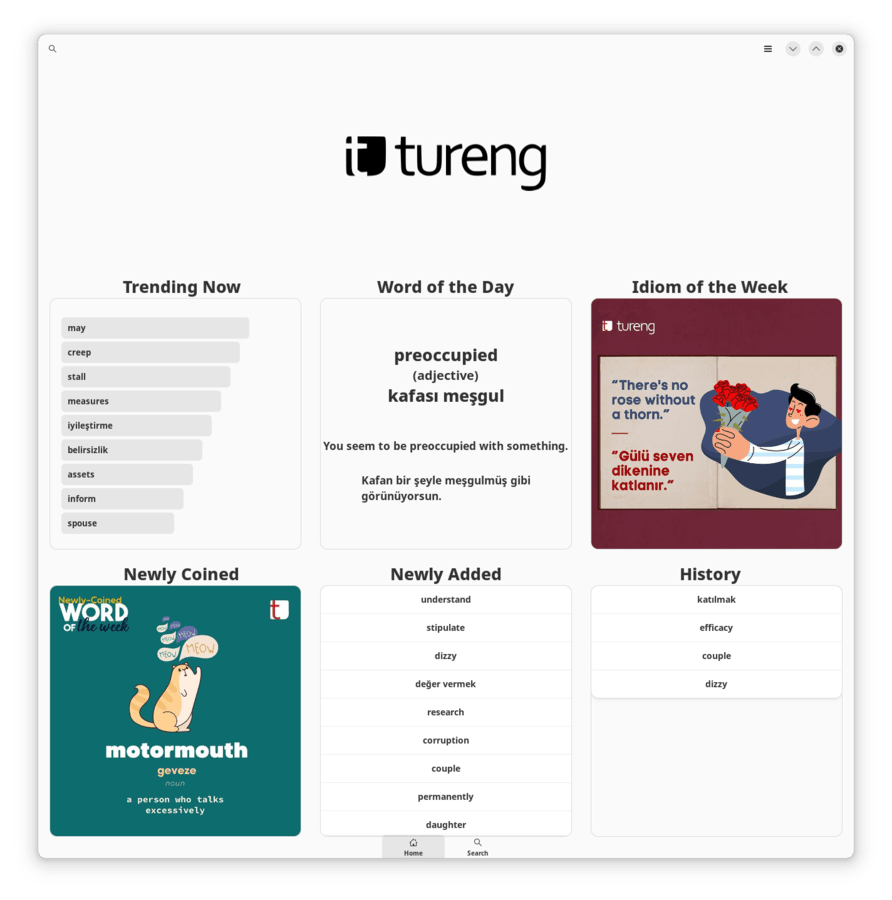 tureng
Trending Now
may
creep
stall
measures
iyileştirme
belirsizlik
assets
inform
spouse
Word of the Day
preoccupied
(adjective)
kafası meşgul
You seem to be preoccupied with something.
Kafan bir şeyle meşgulmüş gibi
görünüyorsun.
Idiom of the Week
tureng
“There's no
rose without
a thorn.”
“Gülü seven
dikenine
katlanır.”
Newly Coined
Newly-Coined
WORD
OF the week
t
MEOW
MEOW
MEOW
MEOW
MEOW
motormouth
geveze
noun
a person who talks
excessively
Newly Added
understand
stipulate
dizzy
değer vermek
research
corruption
couple
permanently
daughter
History
katılmak
efficacy
couple
dizzy
Home
Search